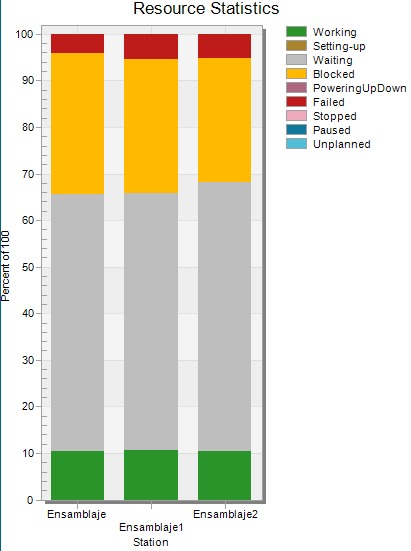 Resource Statistics
100
90
80
70
60
50
40
30
20
10
0
Percent of 100
Ensamblaje
Ensamblaje1
Ensamblaje2
Station
Working
Setting-up
Waiting
Blocked
PoweringUpDown
Failed
Stopped
Paused
Unplanned